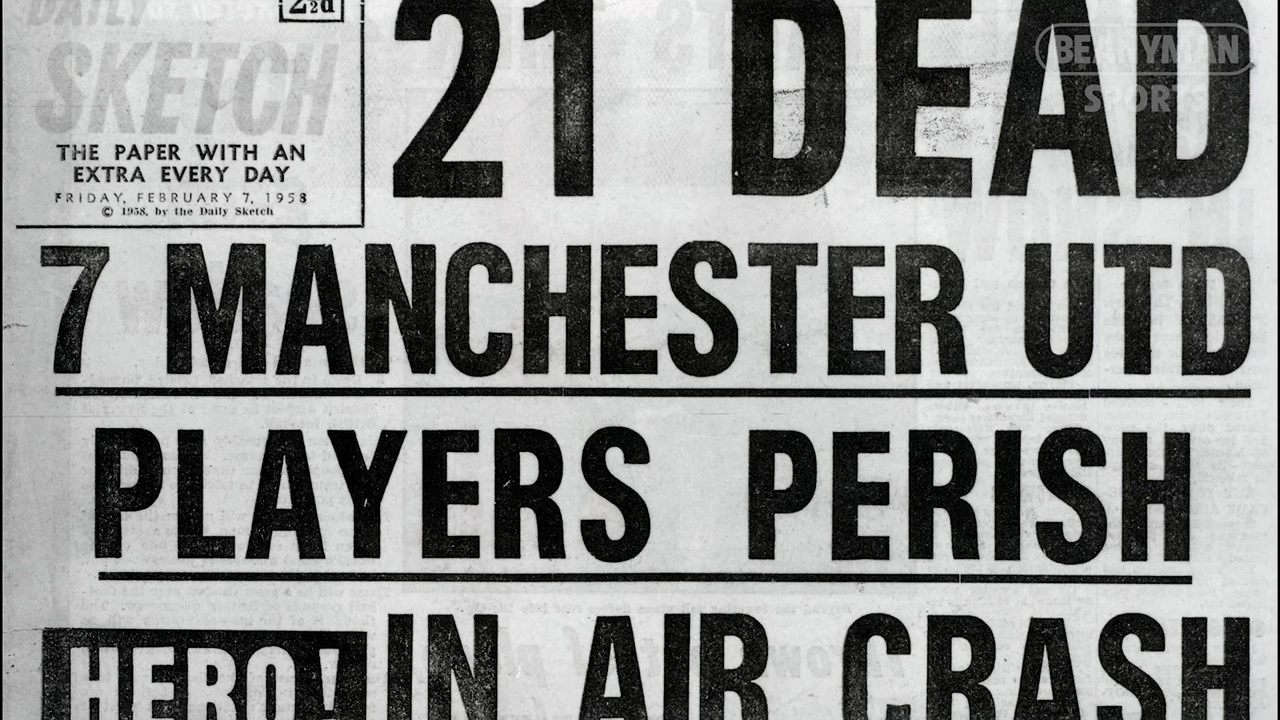 DAILY
2½d
SKETCH
THE PAPER WITH AN
EXTRA EVERY DAY
FRIDAY, FEBRUARY 7, 1958
© 1958, by the Daily Sketch
21 DEAD
BENNYMAN
SPORTS
7 MANCHESTER UTD
PLAYERS PERISH
HERO!
IN AIR CRASH